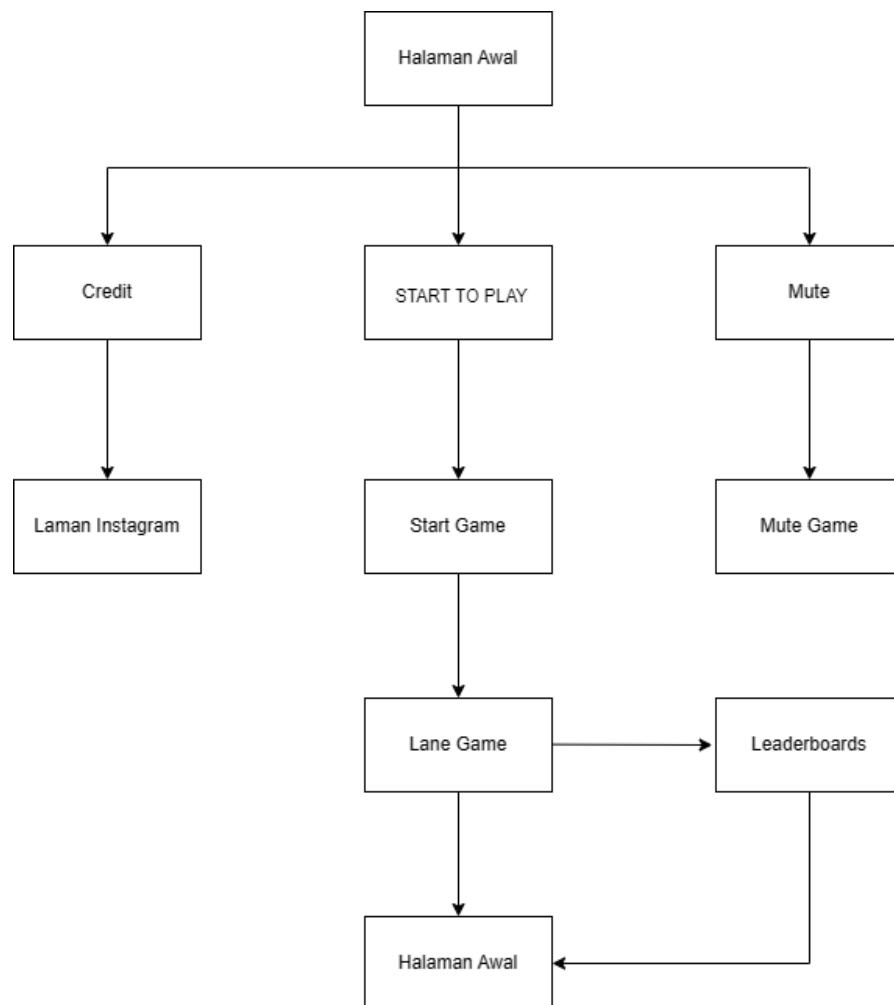 Halaman Awal
Credit
START TO PLAY
Mute
Laman Instagram
Start Game
Mute Game
Lane Game
Leaderboards
Halaman Awal